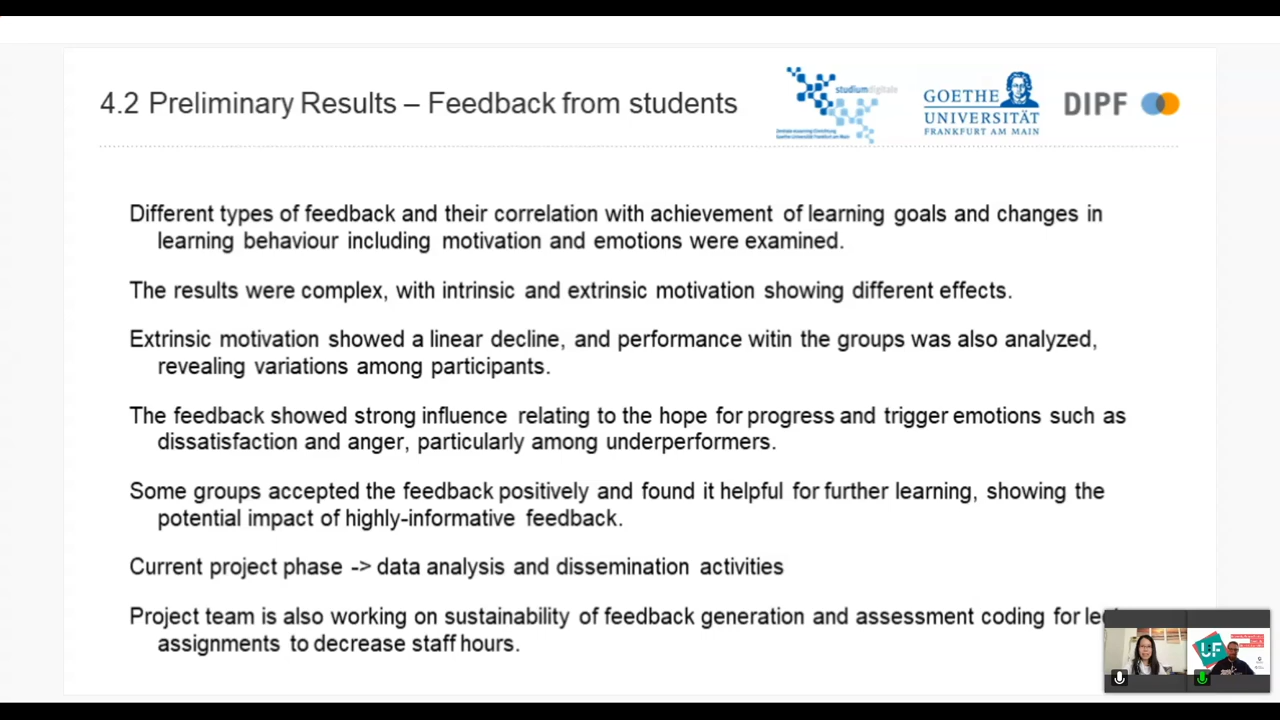 4.2 Preliminary Results – Feedback from students
studiumdigitale
GOETHE
UNIVERSITÄT
FRANKFURT AM MAIN
DIPF
Different types of feedback and their correlation with achievement of learning goals and changes in
learning behaviour including motivation and emotions were examined.
The results were complex, with intrinsic and extrinsic motivation showing different effects.
Extrinsic motivation showed a linear decline, and performance witin the groups was also analyzed,
revealing variations among participants.
The feedback showed strong influence relating to the hope for progress and trigger emotions such as
dissatisfaction and anger, particularly among underperformers.
Some groups accepted the feedback positively and found it helpful for further learning, showing the
potential impact of highly-informative feedback.
Current project phase -> data analysis and dissemination activities
Project team is also working on sustainability of feedback generation and assessment coding for
assignments to decrease staff hours.
UF